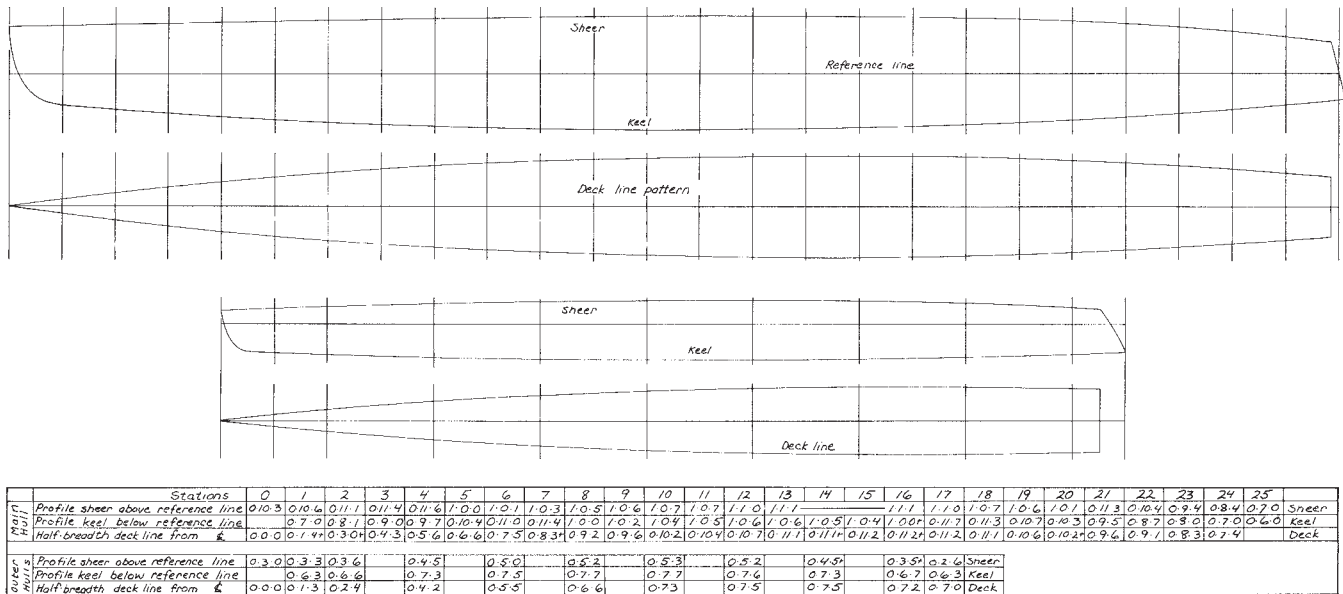 Sheer
Reference line
Keel
Deck line pattern
Sheer
Keel
Deck line
Stations 0 1 2 3 4 5 6 7 8 9 10 11 12 13 14 15 16 17 18 19 20 21 22 23 24 25
Main Hull
Profile sheer above reference line 0·10·3 0·10·6 0·11·1 0·11·4 0·11·6 1·0·0 1·0·1 1·0·3 1·0·5 1·0·6 1·0·7 1·0·7 1·1·0 1·1·1 1·1·1 1·1·0 1·0·7 1·0·6 1·0·1 0·11·3 0·10·4 0·9·4 0·8·4 0·7·0 Sheer
Profile keel below reference line 0·7·0 0·8·1 0·9·0 0·9·7 0·10·4 0·11·0 0·11·4 1·0·0 1·0·2 1·0·4 1·0·5 1·0·6 1·0·6 1·0·5 1·0·4 1·0·0+ 0·11·7 0·11·3 0·10·7 0·10·3 0·9·5 0·8·7 0·8·0 0·7·0 0·6·0 Keel
Half-breadth deck line from ℄ 0·0·0 0·1·4+ 0·3·0+ 0·4·3 0·5·6 0·6·6 0·7·5 0·8·3+ 0·9·2 0·9·6 0·10·2 0·10·4 0·10·7 0·11·1 0·11·1+ 0·11·2 0·11·2+ 0·11·2 0·11·1 0·10·6 0·10·2+ 0·9·6 0·9·1 0·8·3 0·7·4 Deck
Outer Hulls
Profile sheer above reference line 0·3·0 0·3·3 0·3·6 0·4·5 0·5·0 0·5·2 0·5·3 0·5·2 0·4·5+ 0·3·5+ 0·2·6 Sheer
Profile keel below reference line 0·6·3 0·6·6 0·7·3 0·7·5 0·7·7 0·7·7 0·7·6 0·7·3 0·6·7 0·6·3 Keel
Half breadth deck line from ℄ 0·0·0 0·1·3 0·2·4 0·4·2 0·5·5 0·6·6 0·7·3 0·7·5 0·7·5 0·7·2 0·7·0 Deck